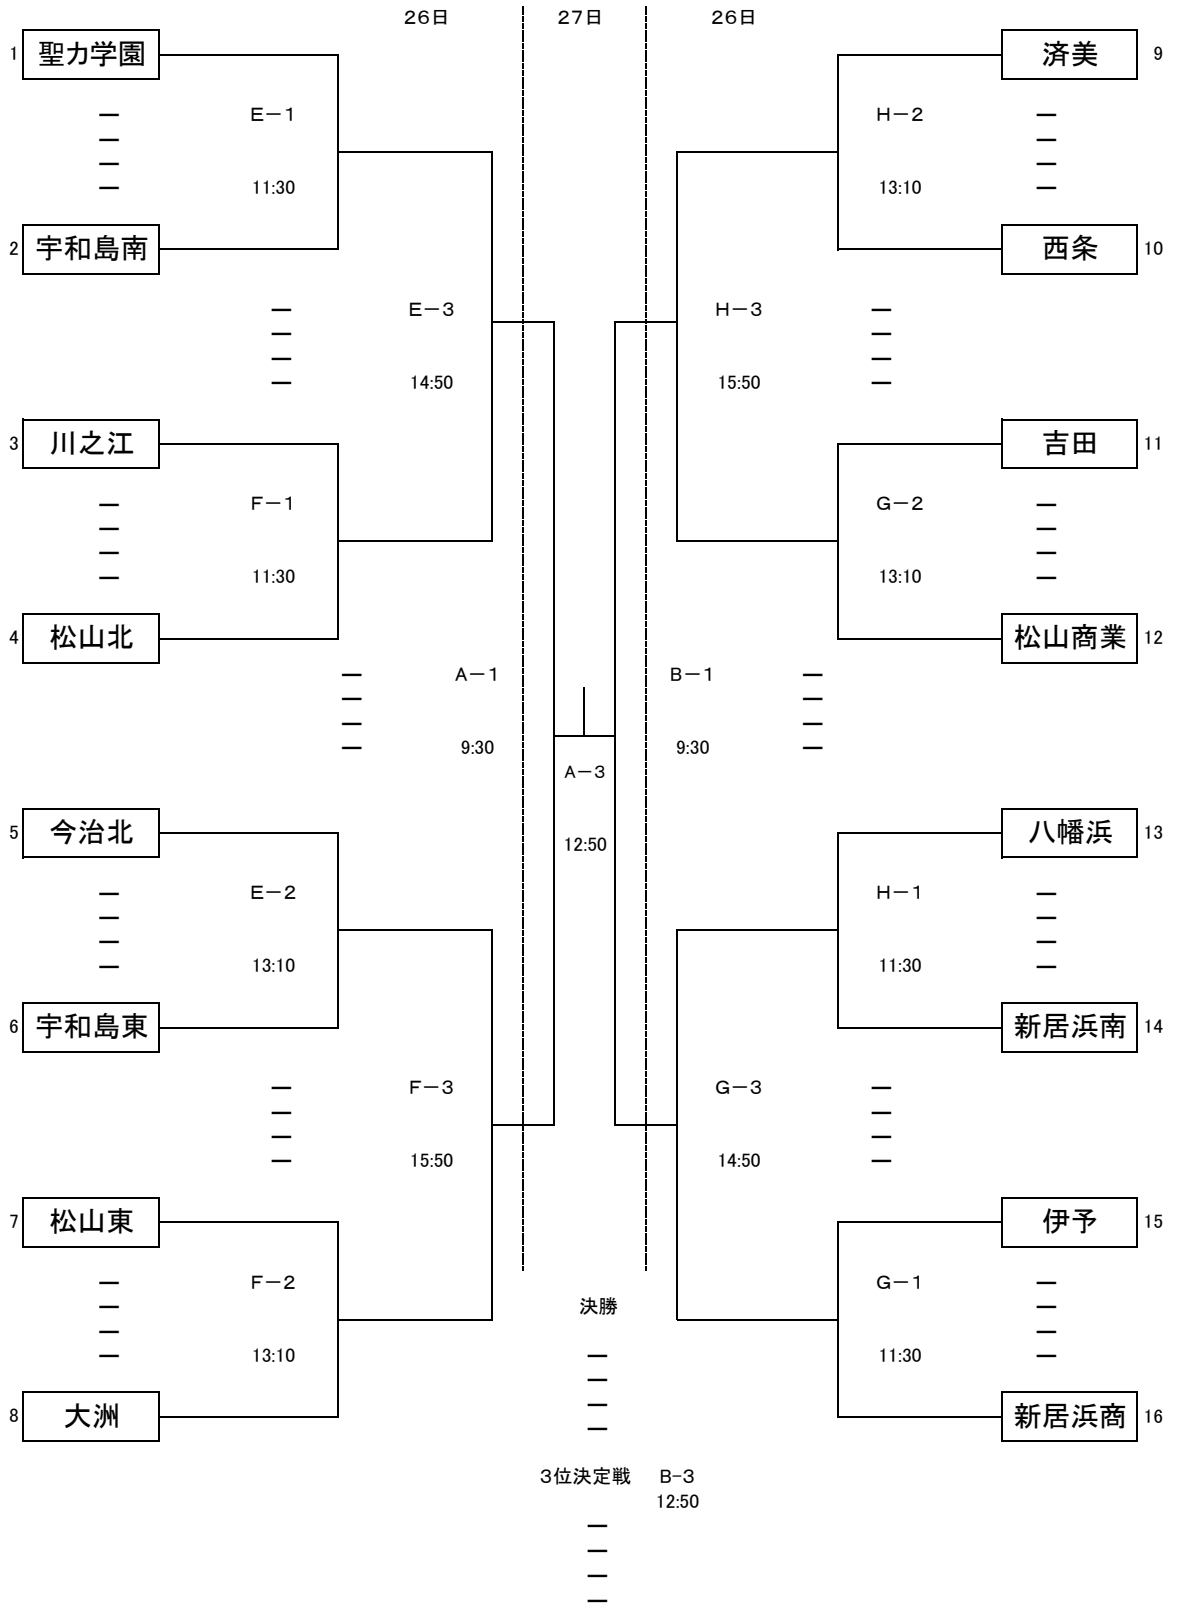 26日 27日 26日
1 聖力学園 済美 9
E－1 H－2
11:30 13:10
2 宇和島南 西条 10
E－3 H－3
14:50 15:50
3 川之江 吉田 11
F－1 G－2
11:30 13:10
4 松山北 松山商業 12
A－1 B－1
9:30 9:30
A－3
5 今治北 八幡浜 13
12:50
E－2 H－1
13:10 11:30
6 宇和島東 新居浜南 14
F－3 G－3
15:50 14:50
7 松山東 伊予 15
F－2 G－1
決勝
13:10 11:30
8 大洲 新居浜商 16
3位決定戦 B-3
12:50